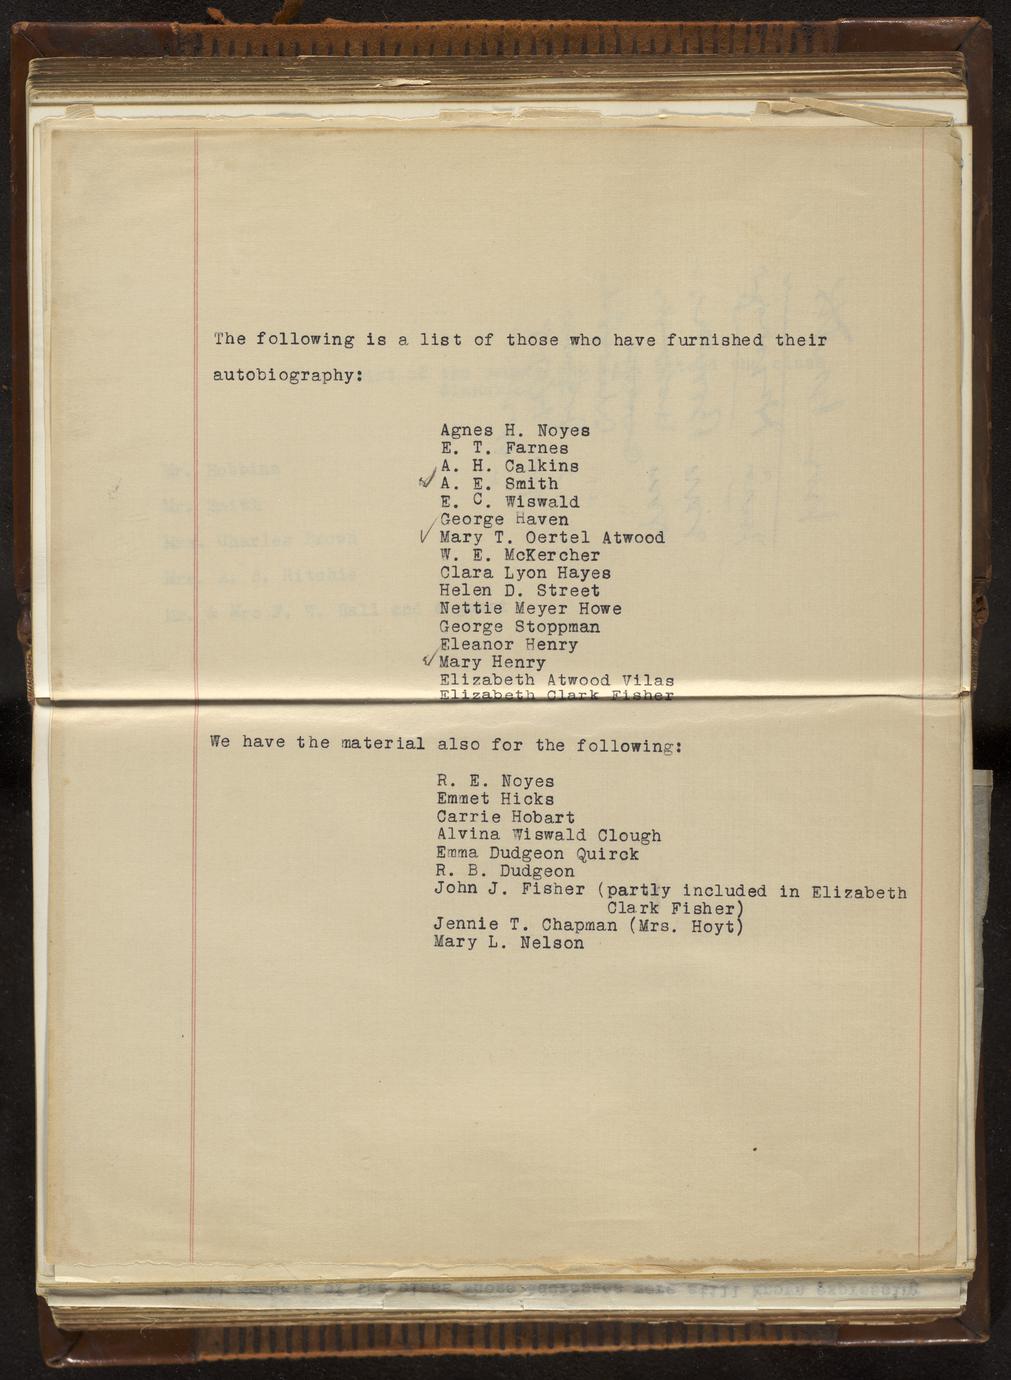 The following is a list of those who have furnished their
autobiography:
Agnes H. Noyes
E. T. Farnes
A. H. Calkins
A. E. Smith
E. C. Wiswald
George Haven
Mary T. Oertel Atwood
W. E. McKercher
Clara Lyon Hayes
Helen D. Street
Nettie Meyer Howe
George Stoppman
Eleanor Henry
Mary Henry
Elizabeth Atwood Vilas
Elizabeth Clark Fisher
We have the material also for the following:
R. E. Noyes
Emmet Hicks
Carrie Hobart
Alvina Wiswald Clough
Emma Dudgeon Quirck
R. B. Dudgeon
John J. Fisher (partly included in Elizabeth
Clark Fisher)
Jennie T. Chapman (Mrs. Hoyt)
Mary L. Nelson